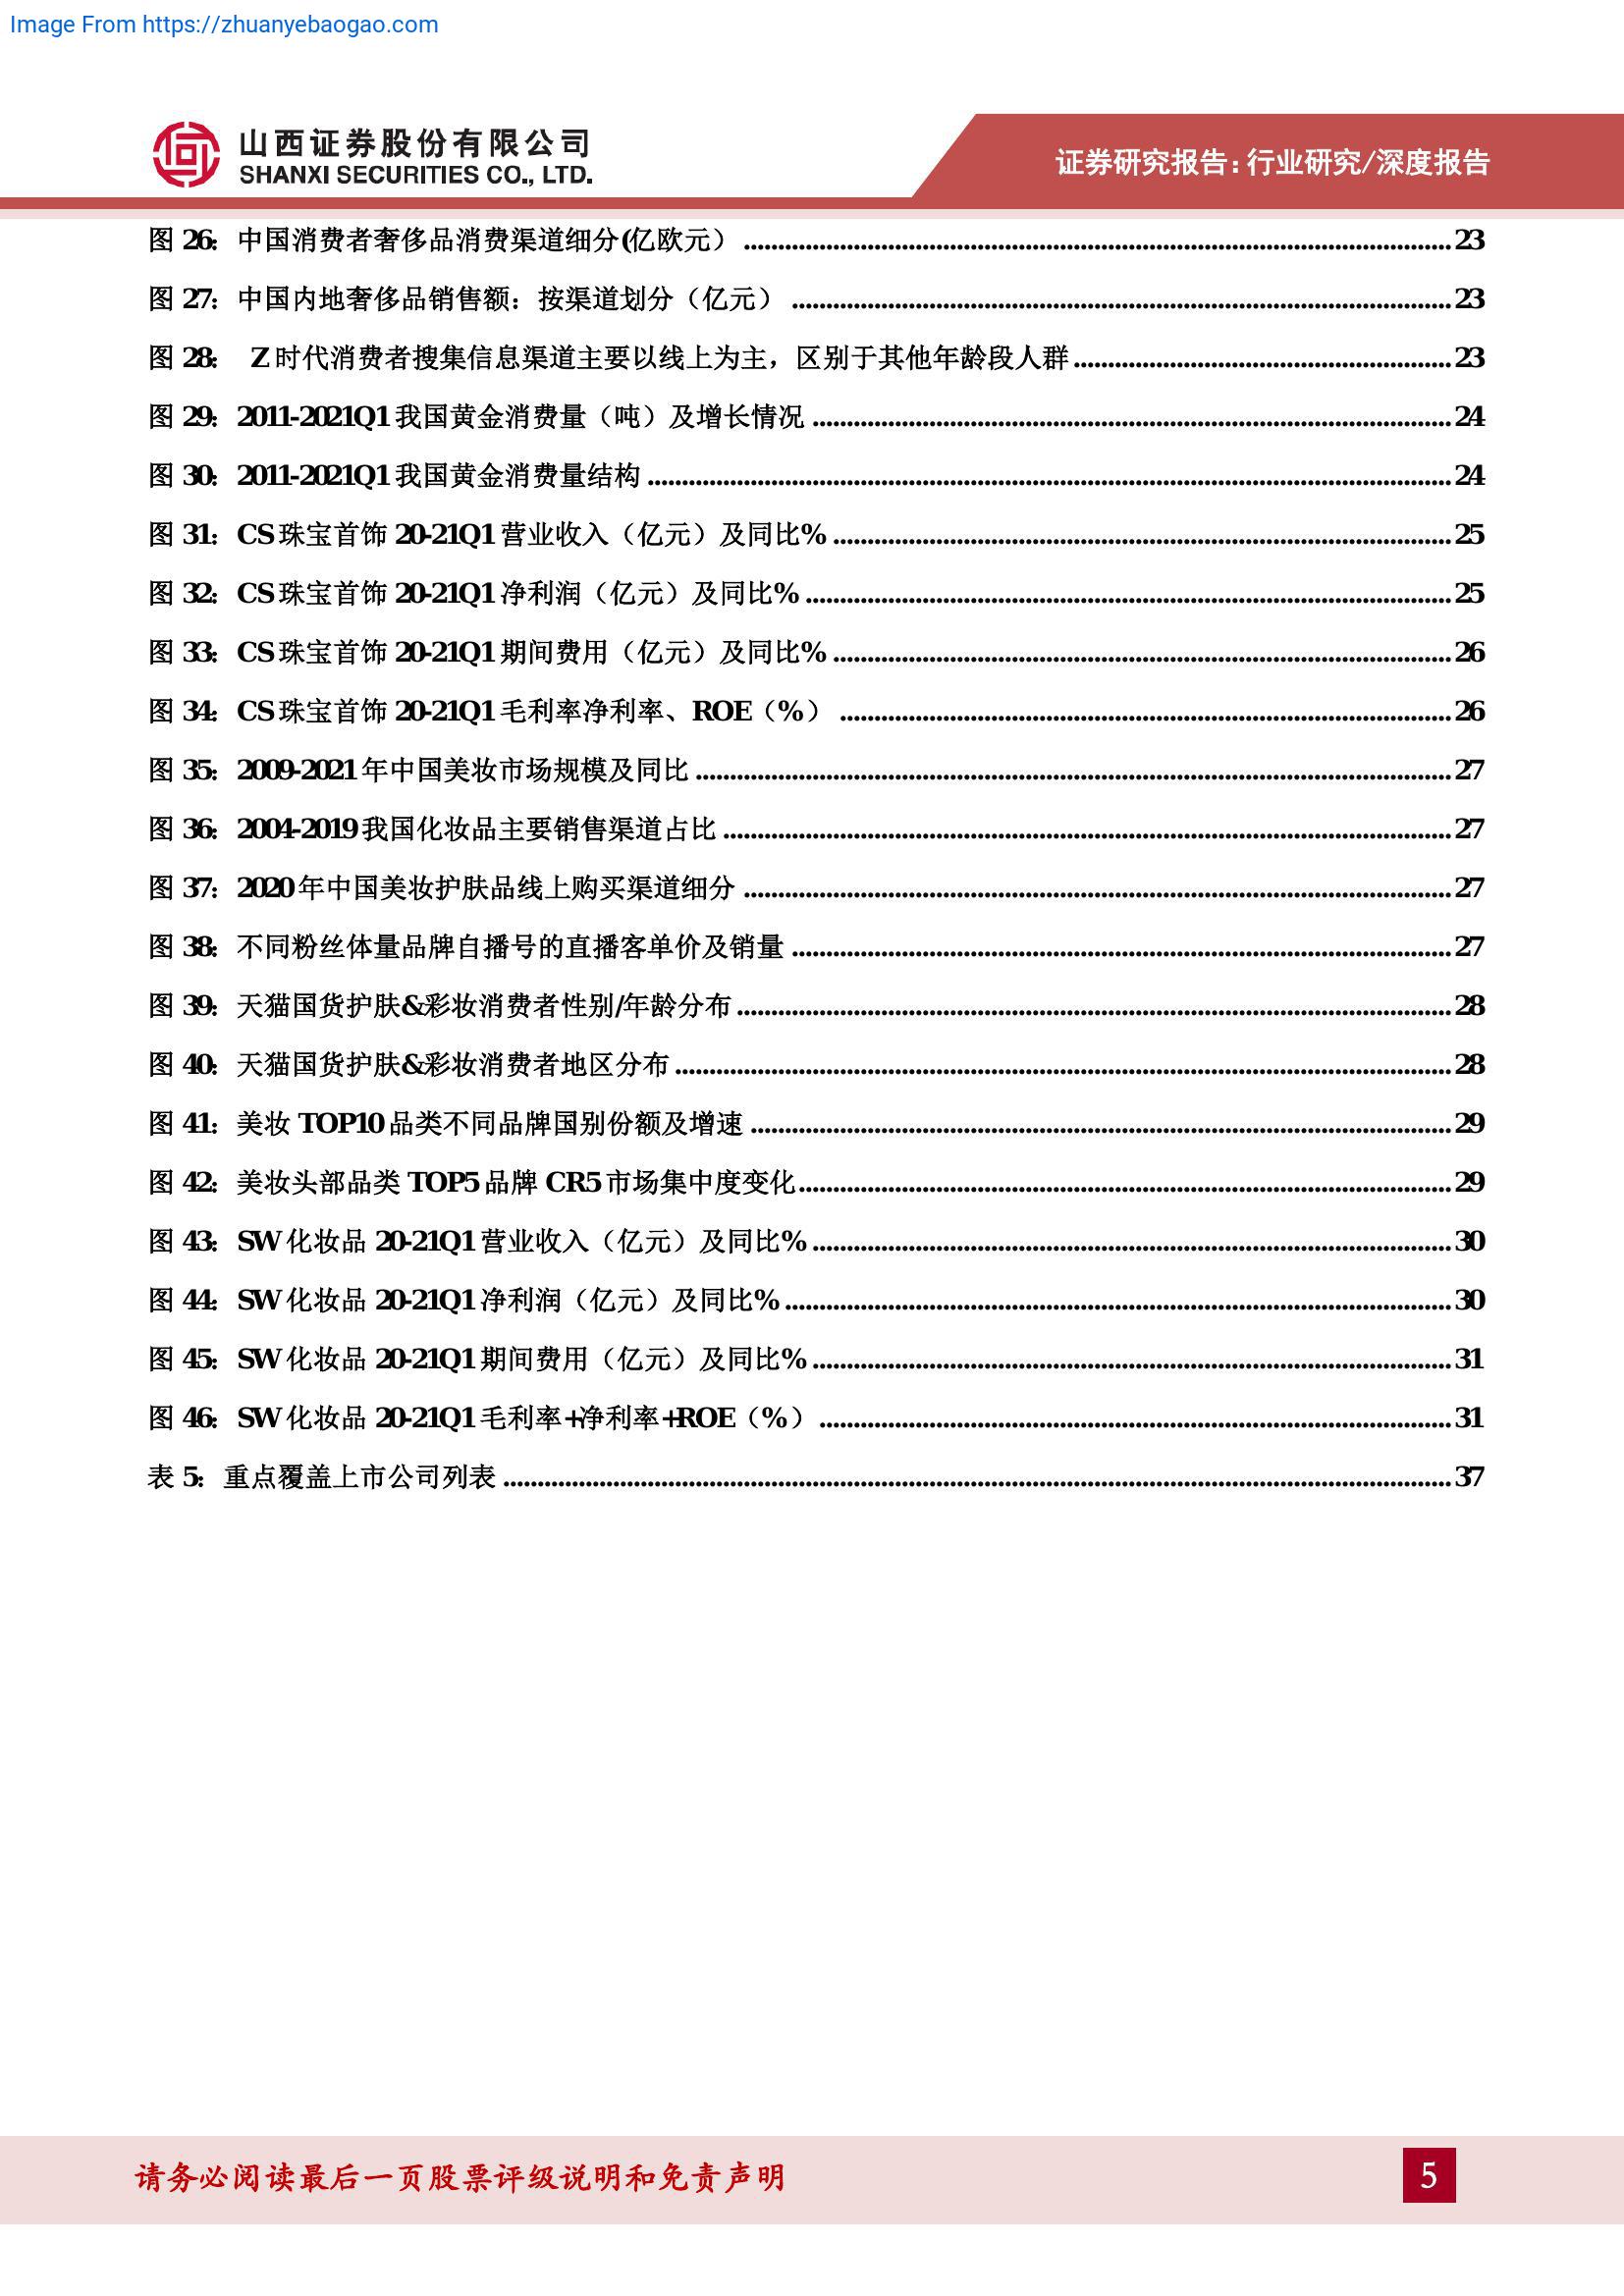 Image From https://zhuanyebaogao.com
山西证券股份有限公司
SHANXI SECURITIES CO., LTD.
证券研究报告:行业研究/深度报告
图 26: 中国消费者奢侈品消费渠道细分(亿欧元）........................23
图 27: 中国内地奢侈品销售额：按渠道划分（亿元）........................23
图 28: Z 时代消费者搜集信息渠道主要以线上为主，区别于其他年龄段人群........................23
图 29: 2011-2021Q1 我国黄金消费量（吨）及增长情况........................24
图 30: 2011-2021Q1 我国黄金消费量结构........................24
图 31: CS 珠宝首饰 20-21Q1 营业收入（亿元）及同比%........................25
图 32: CS 珠宝首饰 20-21Q1 净利润（亿元）及同比%........................25
图 33: CS 珠宝首饰 20-21Q1 期间费用（亿元）及同比%........................26
图 34: CS 珠宝首饰 20-21Q1 毛利率净利率、ROE（%）........................26
图 35: 2009-2021 年中国美妆市场规模及同比........................27
图 36: 2004-2019 我国化妆品主要销售渠道占比........................27
图 37: 2020 年中国美妆护肤品线上购买渠道细分........................27
图 38: 不同粉丝体量品牌自播号的直播客单价及销量........................27
图 39: 天猫国货护肤&彩妆消费者性别/年龄分布........................28
图 40: 天猫国货护肤&彩妆消费者地区分布........................28
图 41: 美妆 TOP10 品类不同品牌国别份额及增速........................29
图 42: 美妆头部品类 TOP5 品牌 CR5 市场集中度变化........................29
图 43: SW 化妆品 20-21Q1 营业收入（亿元）及同比%........................30
图 44: SW 化妆品 20-21Q1 净利润（亿元）及同比%........................30
图 45: SW 化妆品 20-21Q1 期间费用（亿元）及同比%........................31
图 46: SW 化妆品 20-21Q1 毛利率+净利率+ROE（%）........................31
表 5: 重点覆盖上市公司列表........................37
请务必阅读最后一页股票评级说明和免责声明
5